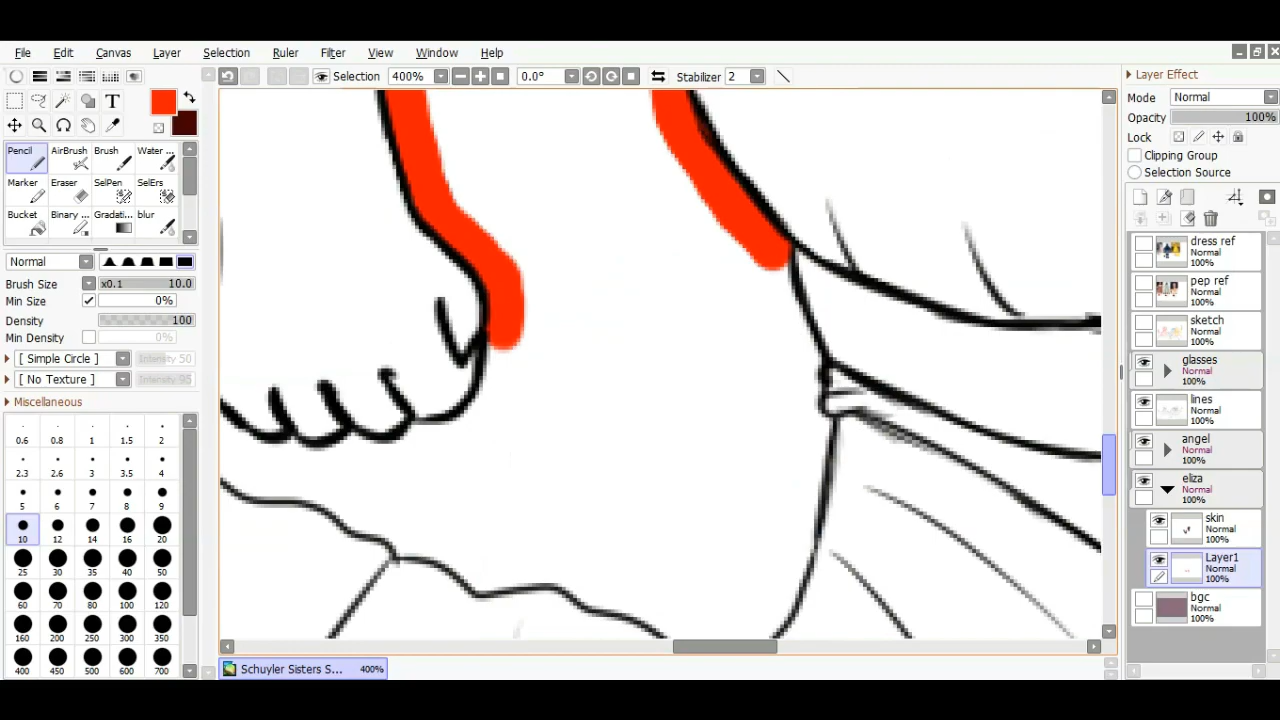 File Edit Canvas Layer Selection Ruler Filter View Window Help
Selection 400% 0.0° Stabilizer 2
T
Pencil AirBrush Brush Water ...
Marker Eraser SelPen SelErs
Bucket Binary ... Gradati... blur
Normal
Brush Size x0.1 10.0
Min Size 0%
Density 100
Min Density 0%
[ Simple Circle ] Intensity 50
[ No Texture ] Intensity 95
Miscellaneous
0.6 0.8 1 1.5 2
2.3 2.6 3 3.5 4
5 6 7 8 9
10 12 14 16 20
25 30 35 40 50
60 70 80 100 120
160 200 250 300 350
400 450 500 600 700
Schuyler Sisters S... 400%
Layer Effect
Mode Normal
Opacity 100%
Lock
Clipping Group
Selection Source
dress ref
Normal
100%
pep ref
Normal
100%
sketch
Normal
100%
glasses
Normal
100%
lines
Normal
100%
angel
Normal
100%
eliza
Normal
100%
skin
Normal
100%
Layer1
Normal
100%
bgc
Normal
100%